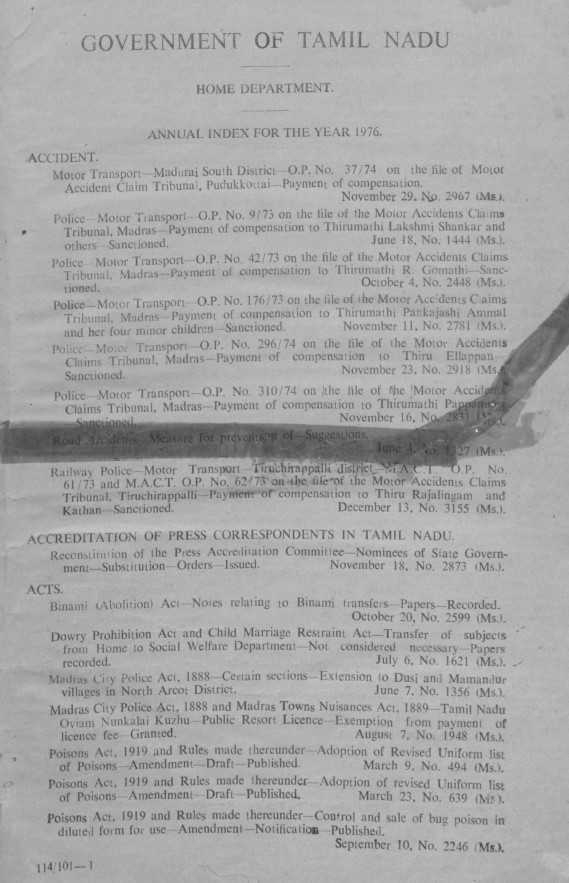 GOVERNMENT OF TAMIL NADU
HOME DEPARTMENT.
ANNUAL INDEX FOR THE YEAR 1976.
ACCIDENT.
Motor Transport—Madurai South District—O.P. No. 37/74 on the file of Motor
Accident Claim Tribunal, Pudukkottai—Payment of compensation.
November 29, No. 2967 (Ms.).
Police—Motor Transport—O.P. No. 9/73 on the file of the Motor Accidents Claims
Tribunal, Madras—Payment of compensation to Thirumathi Lakshmi Shankar and
others—Sanctioned. June 18, No. 1444 (Ms.).
Police—Motor Transport—O.P. No. 42/73 on the file of the Motor Accidents Claims
Tribunal, Madras—Payment of compensation to Thirumathi R. Gomathi—Sanc-
tioned. October 4, No. 2448 (Ms.).
Police—Motor Transport—O.P. No. 176/73 on the file of the Motor Accidents Claims
Tribunal, Madras—Payment of compensation to Thirumathi Pankajashi Ammal
and her four minor children—Sanctioned. November 11, No. 2781 (Ms.).
Police—Motor Transport—O.P. No. 296/74 on the file of the Motor Accidents
Claims Tribunal, Madras—Payment of compensation to Thiru Ellappan—
Sanctioned. November 23, No. 2918 (Ms.).
Police—Motor Transport—O.P. No. 310/74 on the file of the Motor Accidents
Claims Tribunal, Madras—Payment of compensation to Thirumathi
—Sanctioned. November 16, No. 2831 (Ms.).
Road Accidents—Measure for prevention of—Suggestions.
June 4, No. 1327 (Ms.).
Railway Police—Motor Transport—Tiruchirappalli district—M.A.C.T. O.P. No.
61/73 and M.A.C.T. O.P. No. 62/73 on the file of the Motor Accidents Claims
Tribunal, Tiruchirappalli—Payment of compensation to Thiru Rajalingam and
Kathan—Sanctioned. December 13, No. 3155 (Ms.).
ACCREDITATION OF PRESS CORRESPONDENTS IN TAMIL NADU.
Reconstitution of the Press Accreditation Committee—Nominees of State Govern-
ment—Substitution—Orders—Issued. November 18, No. 2873 (Ms.).
ACTS.
Binami (Abolition) Act—Notes relating to Binami transfers—Papers—Recorded.
October 20, No. 2599 (Ms.).
Dowry Prohibition Act and Child Marriage Restraint Act—Transfer of subjects
from Home to Social Welfare Department—Not considered necessary—Papers
recorded. July 6, No. 1621 (Ms.).
Madras City Police Act, 1888—Certain sections—Extension to Dusi and Mamandur
villages in North Arcot District. June 7, No. 1356 (Ms.).
Madras City Police Act, 1888 and Madras Towns Nuisances Act, 1889—Tamil Nadu
Oviam Nunkalai Kuzhu—Public Resort Licence—Exemption from payment of
licence fee—Granted. August 7, No. 1948 (Ms.).
Poisons Act, 1919 and Rules made thereunder—Adoption of Revised Uniform list
of Poisons—Amendment—Draft—Published. March 9, No. 494 (Ms.).
Poisons Act, 1919 and Rules made thereunder—Adoption of revised Uniform list
of Poisons—Amendment—Draft—Published. March 23, No. 639 (Ms.).
Poisons Act, 1919 and Rules made thereunder—Control and sale of bug poison in
diluted form for use—Amendment—Notification—Published.
September 10, No. 2246 (Ms.).
114/101—1